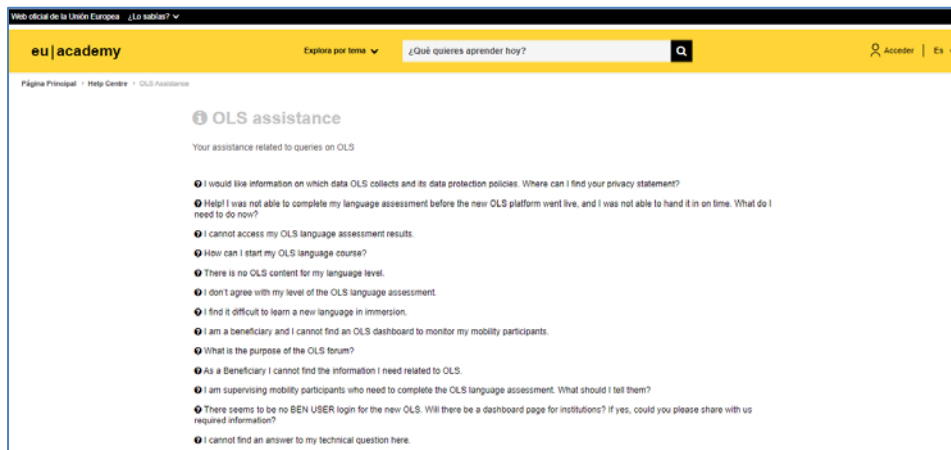 Web oficial de la Unión Europea ¿Lo sabías?
eu|academy Explora por tema ¿Qué quieres aprender hoy? Acceder | Es
Página Principal Help Centre OLS Assistance
OLS assistance
Your assistance related to queries on OLS
I would like information on which data OLS collects and its data protection policies. Where can I find your privacy statement?
Help! I was not able to complete my language assessment before the new OLS platform went live, and I was not able to hand it in on time. What do I
need to do now?
I cannot access my OLS language assessment results.
How can I start my OLS language course?
There is no OLS content for my language level.
I don't agree with my level of the OLS language assessment.
I find it difficult to learn a new language in immersion.
I am a beneficiary and I cannot find an OLS dashboard to monitor my mobility participants.
What is the purpose of the OLS forum?
As a Beneficiary I cannot find the information I need related to OLS.
I am supervising mobility participants who need to complete the OLS language assessment. What should I tell them?
There seems to be no BEN USER login for the new OLS. Will there be a dashboard page for institutions? If yes, could you please share with us
required information?
I cannot find an answer to my technical question here.